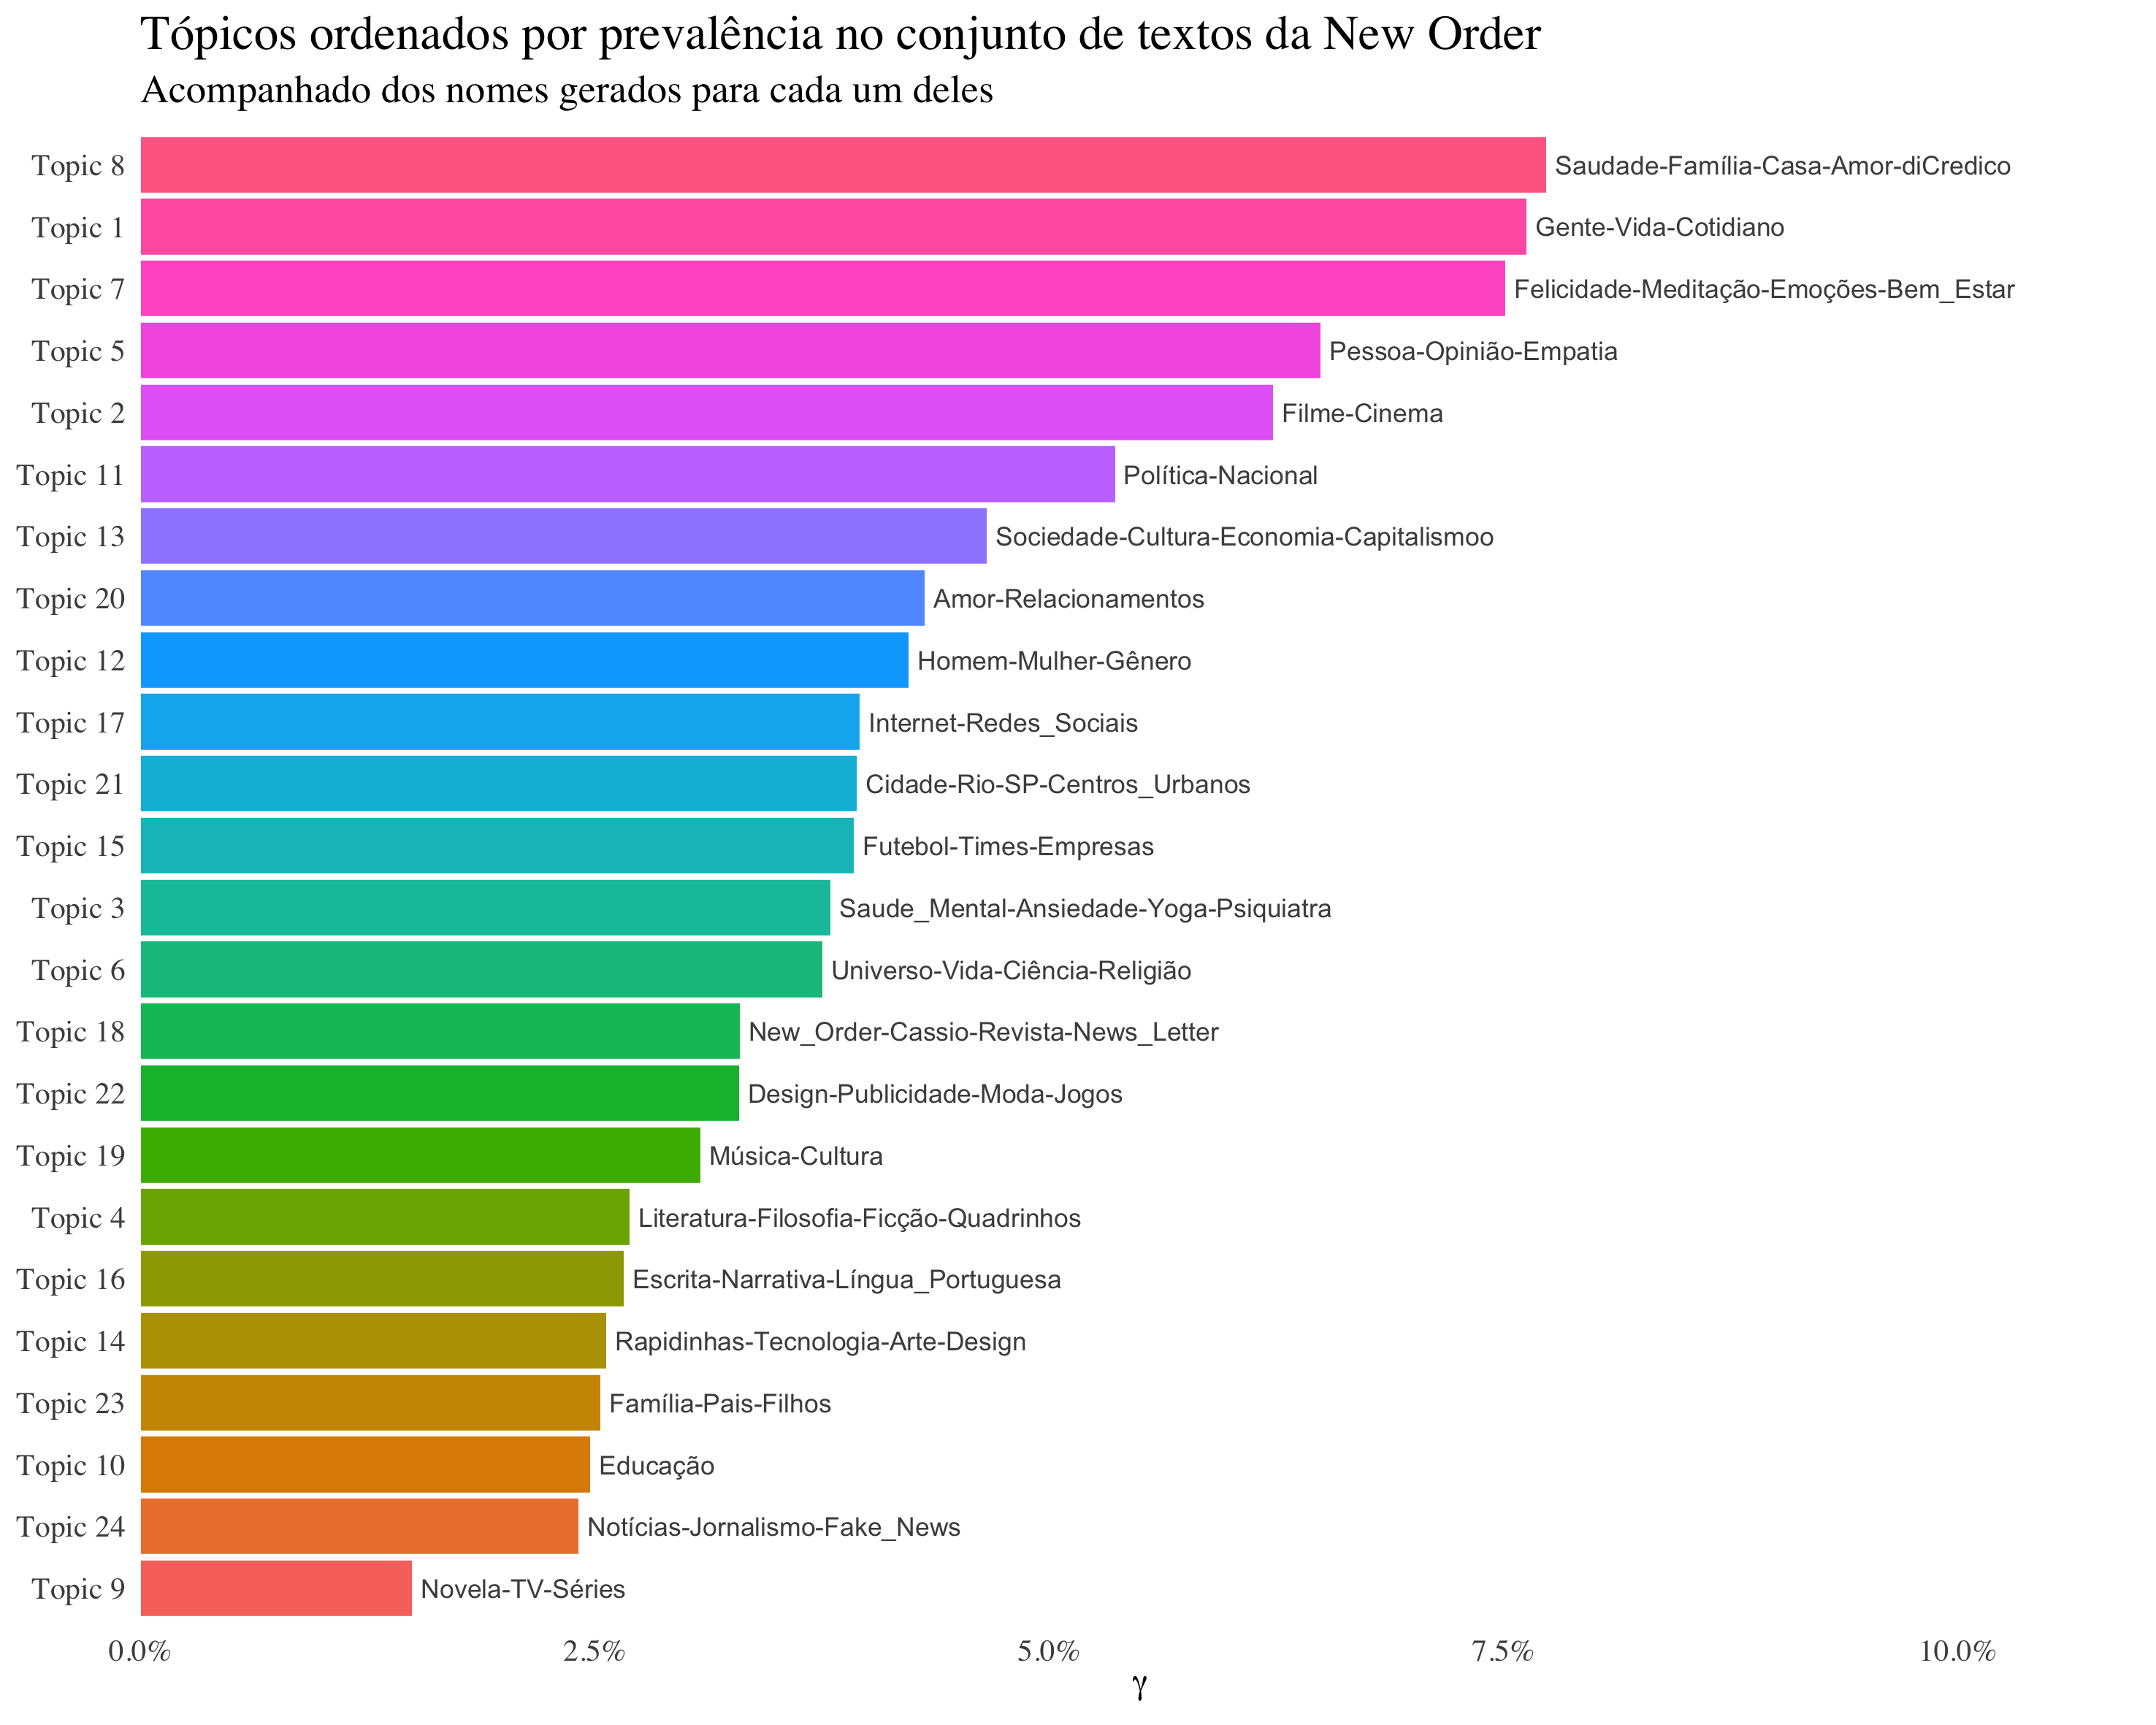 Tópicos ordenados por prevalência no conjunto de textos da New Order
Acompanhado dos nomes gerados para cada um deles
Topic 8 Saudade-Família-Casa-Amor-diCredico
Topic 1 Gente-Vida-Cotidiano
Topic 7 Felicidade-Meditação-Emoções-Bem_Estar
Topic 5 Pessoa-Opinião-Empatia
Topic 2 Filme-Cinema
Topic 11 Política-Nacional
Topic 13 Sociedade-Cultura-Economia-Capitalismoo
Topic 20 Amor-Relacionamentos
Topic 12 Homem-Mulher-Gênero
Topic 17 Internet-Redes_Sociais
Topic 21 Cidade-Rio-SP-Centros_Urbanos
Topic 15 Futebol-Times-Empresas
Topic 3 Saude_Mental-Ansiedade-Yoga-Psiquiatra
Topic 6 Universo-Vida-Ciência-Religião
Topic 18 New_Order-Cassio-Revista-News_Letter
Topic 22 Design-Publicidade-Moda-Jogos
Topic 19 Música-Cultura
Topic 4 Literatura-Filosofia-Ficção-Quadrinhos
Topic 16 Escrita-Narrativa-Língua_Portuguesa
Topic 14 Rapidinhas-Tecnologia-Arte-Design
Topic 23 Família-Pais-Filhos
Topic 10 Educação
Topic 24 Notícias-Jornalismo-Fake_News
Topic 9 Novela-TV-Séries
0.0% 2.5% 5.0% 7.5% 10.0%
γ